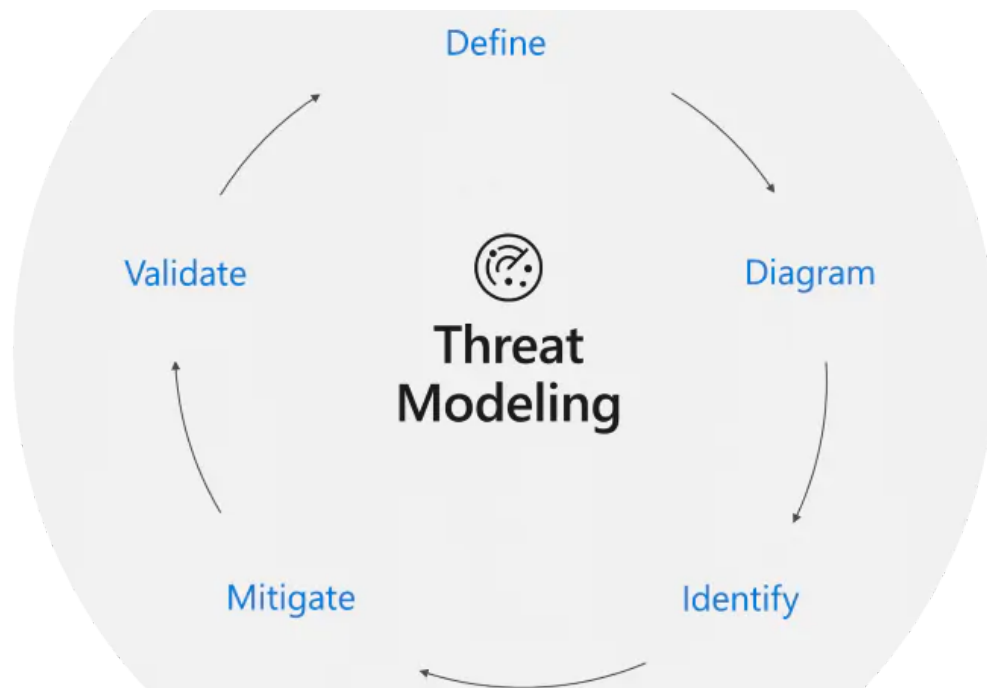 Define
Validate
Diagram
Threat
Modeling
Mitigate
Identify